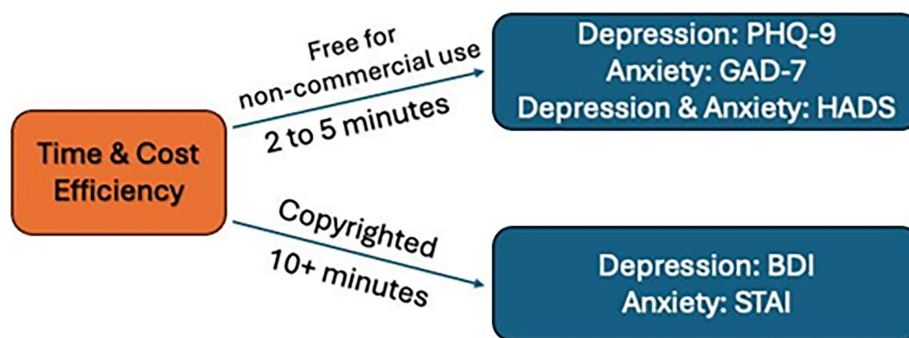 Time & Cost
Efficiency
Free for
non-commercial use
2 to 5 minutes
Depression: PHQ-9
Anxiety: GAD-7
Depression & Anxiety: HADS
Copyrighted
10+ minutes
Depression: BDI
Anxiety: STAI